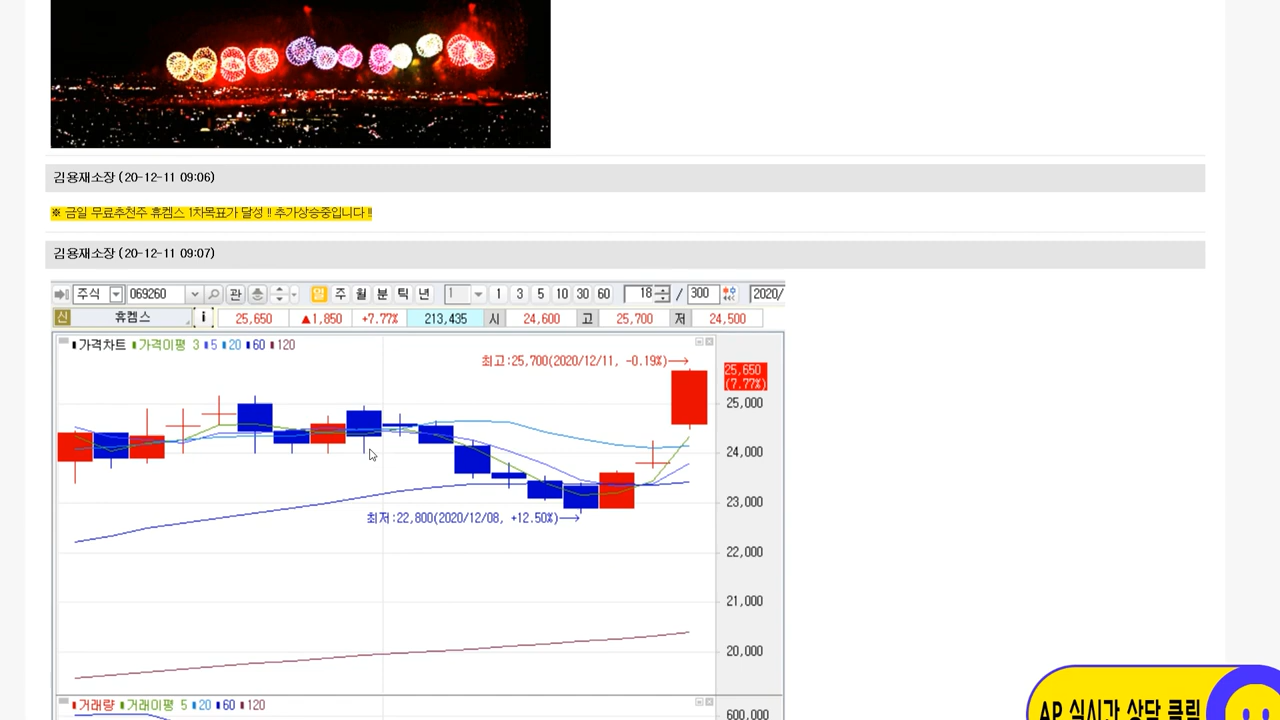 김용재소장 (20-12-11 09:06)
※ 금일 무료추천주 휴켐스 1차목표가 달성 !! 추가상승중입니다 !!
김용재소장 (20-12-11 09:07)
주식 069260 관 일 주 월 분 틱 년 1 1 3 5 10 30 60 18 / 300 2020/
신 휴켐스 i 25,650 ▲1,850 +7.77% 213,435 시 24,600 고 25,700 저 24,500
가격차트 가격이평 3 5 20 60 120
최고:25,700(2020/12/11, -0.19%)→
25,650
(7.77%)
25,000
24,000
23,000
최저:22,800(2020/12/08, +12.50%)→
22,000
21,000
20,000
거래량 거래이평 5 20 60 120
600,000
AP 실시간 상담 클릭